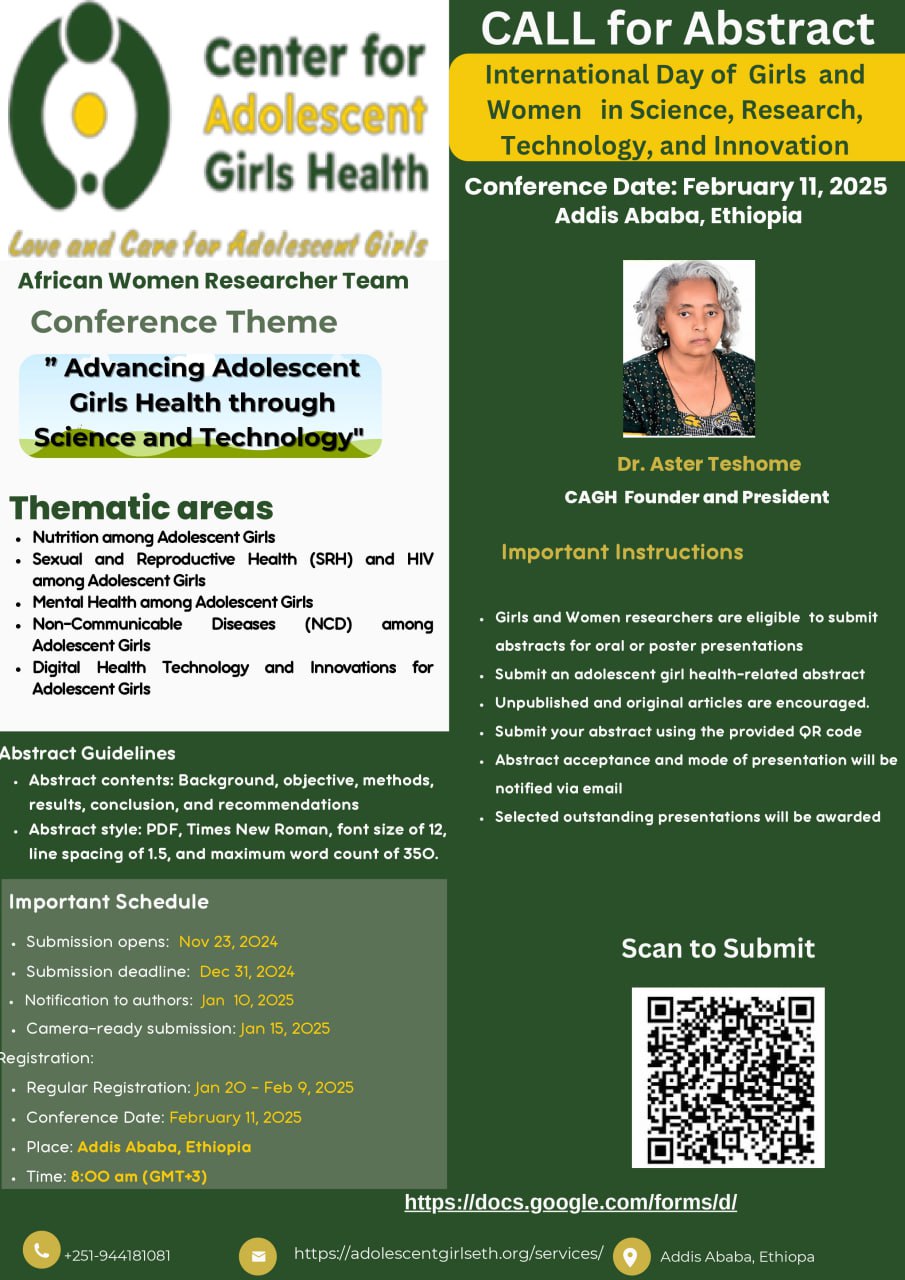 Center for
Adolescent
Girls Health
Love and Care for Adolescent Girls
African Women Researcher Team
Conference Theme
” Advancing Adolescent
Girls Health through
Science and Technology"
Thematic areas
• Nutrition among Adolescent Girls
• Sexual and Reproductive Health (SRH) and HIV
among Adolescent Girls
• Mental Health among Adolescent Girls
• Non-Communicable Diseases (NCD) among
Adolescent Girls
• Digital Health Technology and Innovations for
Adolescent Girls
Abstract Guidelines
• Abstract contents: Background, objective, methods,
results, conclusion, and recommendations
• Abstract style: PDF, Times New Roman, font size of 12,
line spacing of 1.5, and maximum word count of 350.
Important Schedule
• Submission opens: Nov 23, 2024
• Submission deadline: Dec 31, 2024
• Notification to authors: Jan 10, 2025
• Camera-ready submission: Jan 15, 2025
Registration:
• Regular Registration: Jan 20 - Feb 9, 2025
• Conference Date: February 11, 2025
• Place: Addis Ababa, Ethiopia
• Time: 8:00 am (GMT+3)
CALL for Abstract
International Day of Girls and
Women in Science, Research,
Technology, and Innovation
Conference Date: February 11, 2025
Addis Ababa, Ethiopia
Dr. Aster Teshome
CAGH Founder and President
Important Instructions
• Girls and Women researchers are eligible to submit
abstracts for oral or poster presentations
• Submit an adolescent girl health-related abstract
• Unpublished and original articles are encouraged.
• Submit your abstract using the provided QR code
• Abstract acceptance and mode of presentation will be
notified via email
• Selected outstanding presentations will be awarded
Scan to Submit
https://docs.google.com/forms/d/
+251-944181081
https://adolescentgirlseth.org/services/
Addis Ababa, Ethiopa